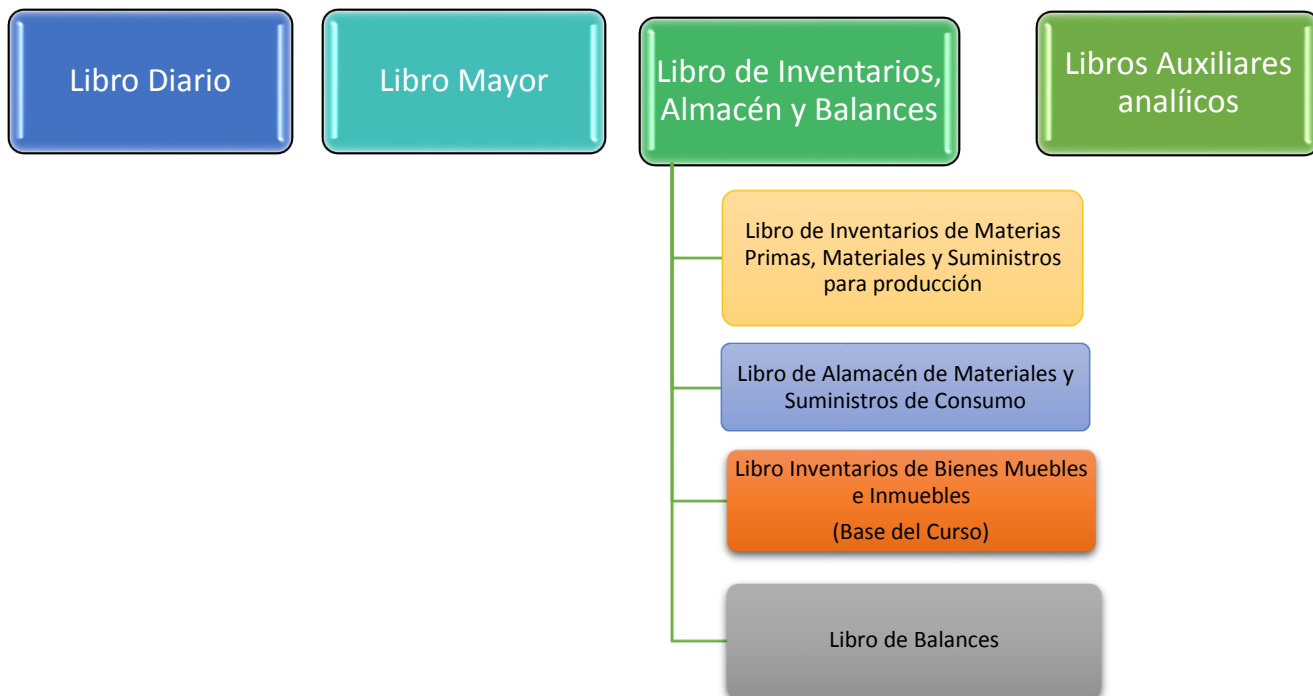 Libro Diario
Libro Mayor
Libro de Inventarios,
Almacén y Balances
Libros Auxiliares
analíicos
Libro de Inventarios de Materias
Primas, Materiales y Suministros
para producción
Libro de Alamacén de Materiales y
Suministros de Consumo
Libro Inventarios de Bienes Muebles
e Inmuebles
(Base del Curso)
Libro de Balances